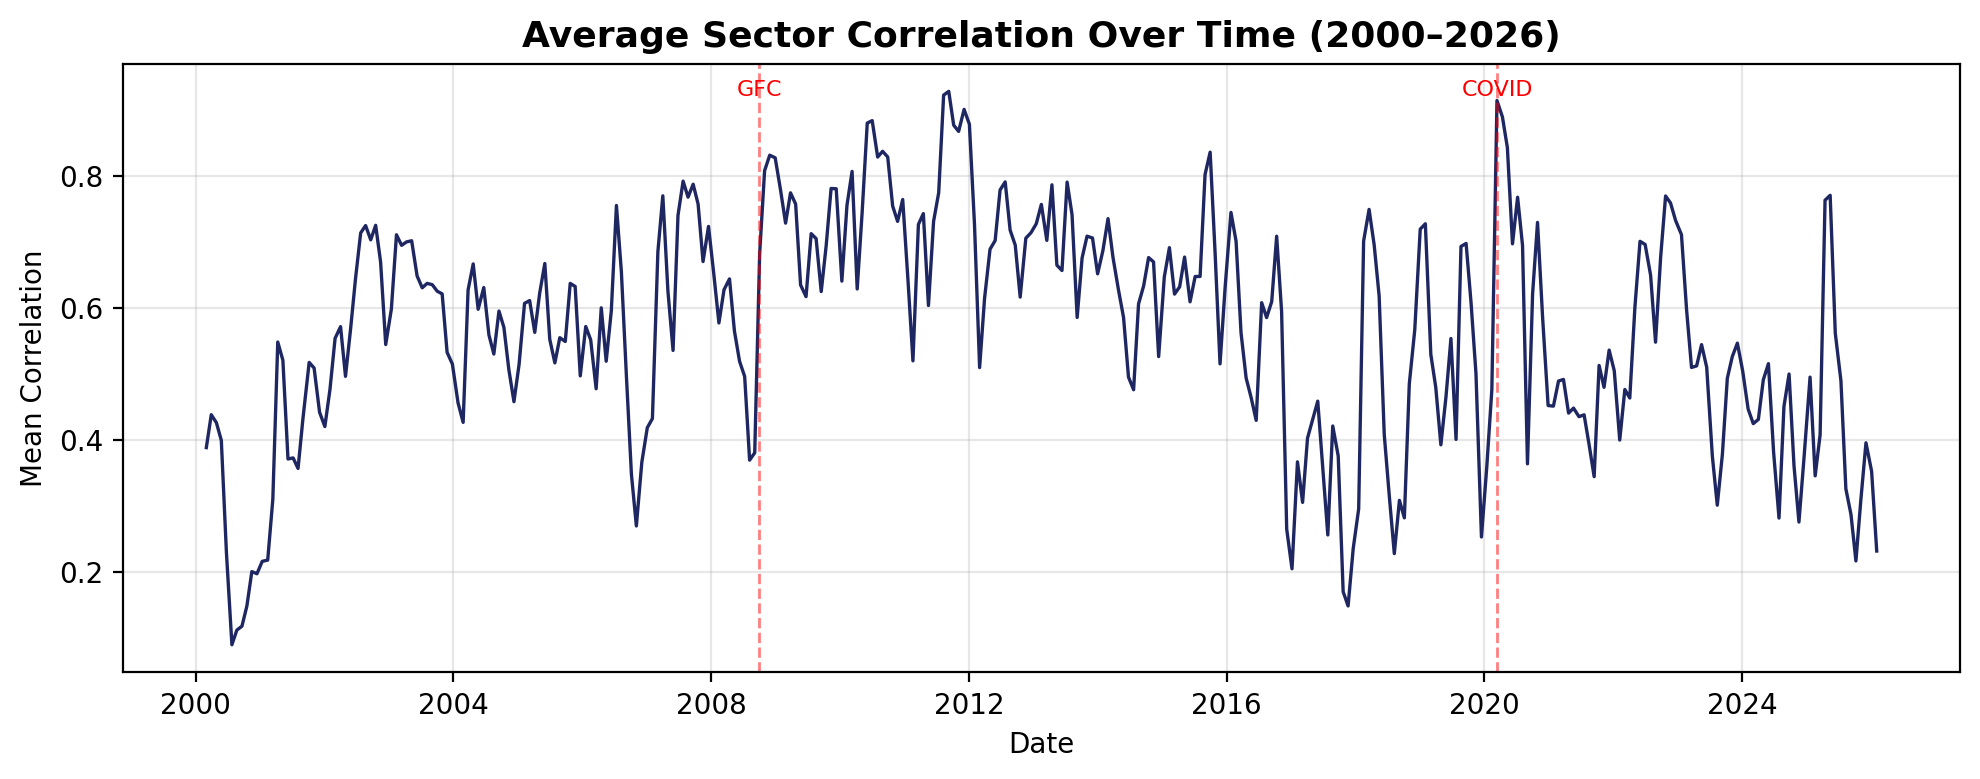 Average Sector Correlation Over Time (2000–2026)
GFC
COVID
Mean Correlation
0.8
0.6
0.4
0.2
2000 2004 2008 2012 2016 2020 2024
Date